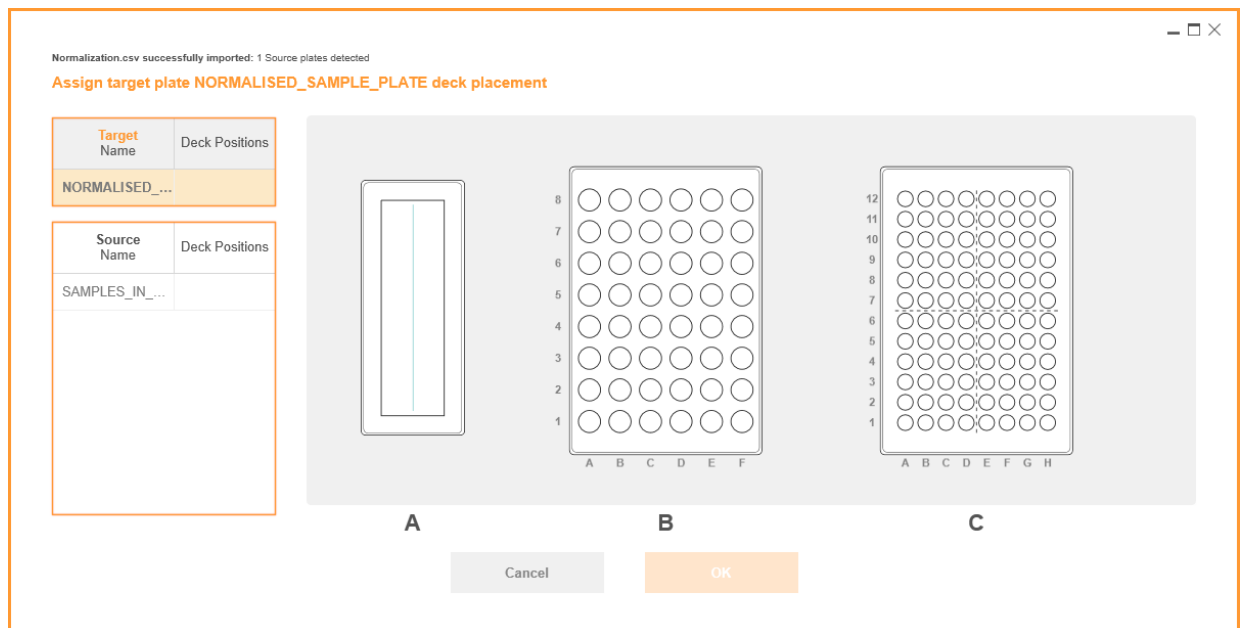 Normalization.csv successfully imported: 1 Source plates detected
Assign target plate NORMALISED_SAMPLE_PLATE deck placement
Target
Name
Deck Positions
NORMALISED_...
Source
Name
Deck Positions
SAMPLES_IN_...
8
7
6
5
4
3
2
1
A B C D E F
12
11
10
9
8
7
6
5
4
3
2
1
A B C D E F G H
A
B
C
Cancel
OK